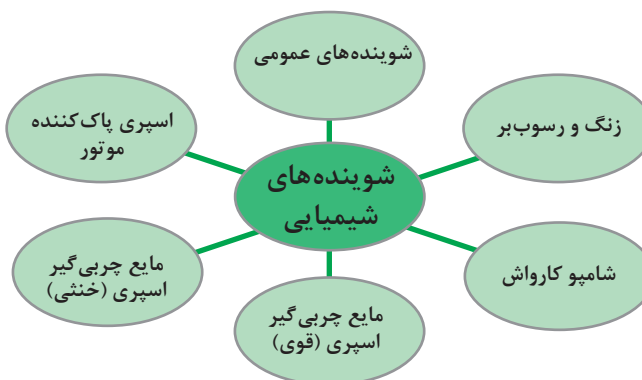 شوینده‌های عمومی
زنگ و رسوب‌بر
اسپری پاک‌کننده
موتور
شوینده‌های
شیمیایی
شامپو کارواش
مایع چربی‌گیر
اسپری (خنثی)
مایع چربی‌گیر
اسپری (قوی)